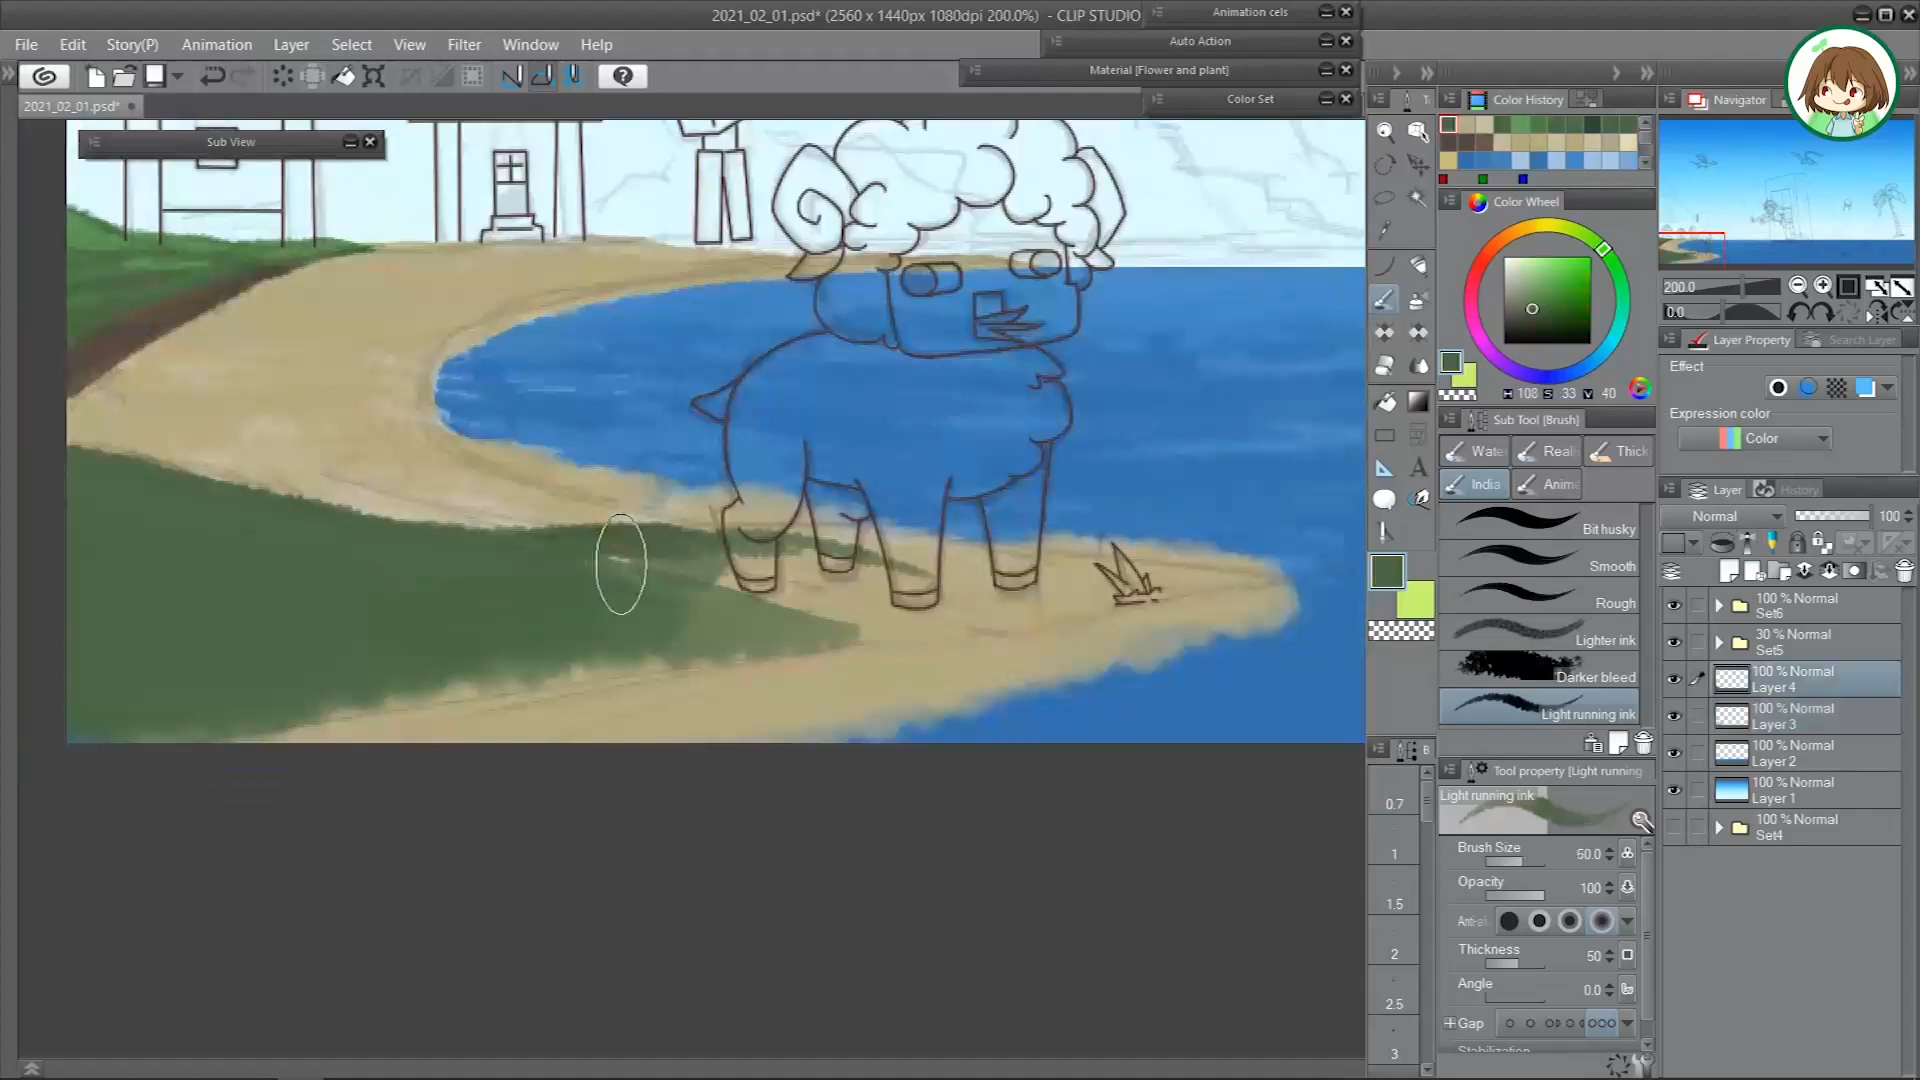 2021_02_01.psd* (2560 x 1440px 1080dpi 200.0%) - CLIP STUDIO
Animation cels
File Edit Story(P) Animation Layer Select View Filter Window Help
Auto Action
Material [Flower and plant]
Color Set
2021_02_01.psd*
Sub View
Color History
Navigator
Color Wheel
200.0
0.0
H 108 S 33 V 40
Layer Property
Search Layer
Effect
Expression color
Color
Sub Tool [Brush]
Thick
India
Layer
History
Normal
100
Bit husky
Smooth
Rough
Lighter ink
Darker bleed
Light running ink
100 % Normal
Set6
30 % Normal
Set5
100 % Normal
Layer 4
100 % Normal
Layer 3
100 % Normal
Layer 2
100 % Normal
Layer 1
100 % Normal
Set4
B
Tool property [Light running
Light running ink
Brush Size
50.0
Opacity
100
Thickness
50
Angle
0.0
Gap
Stabilization
0.7
1
1.5
2
2.5
3